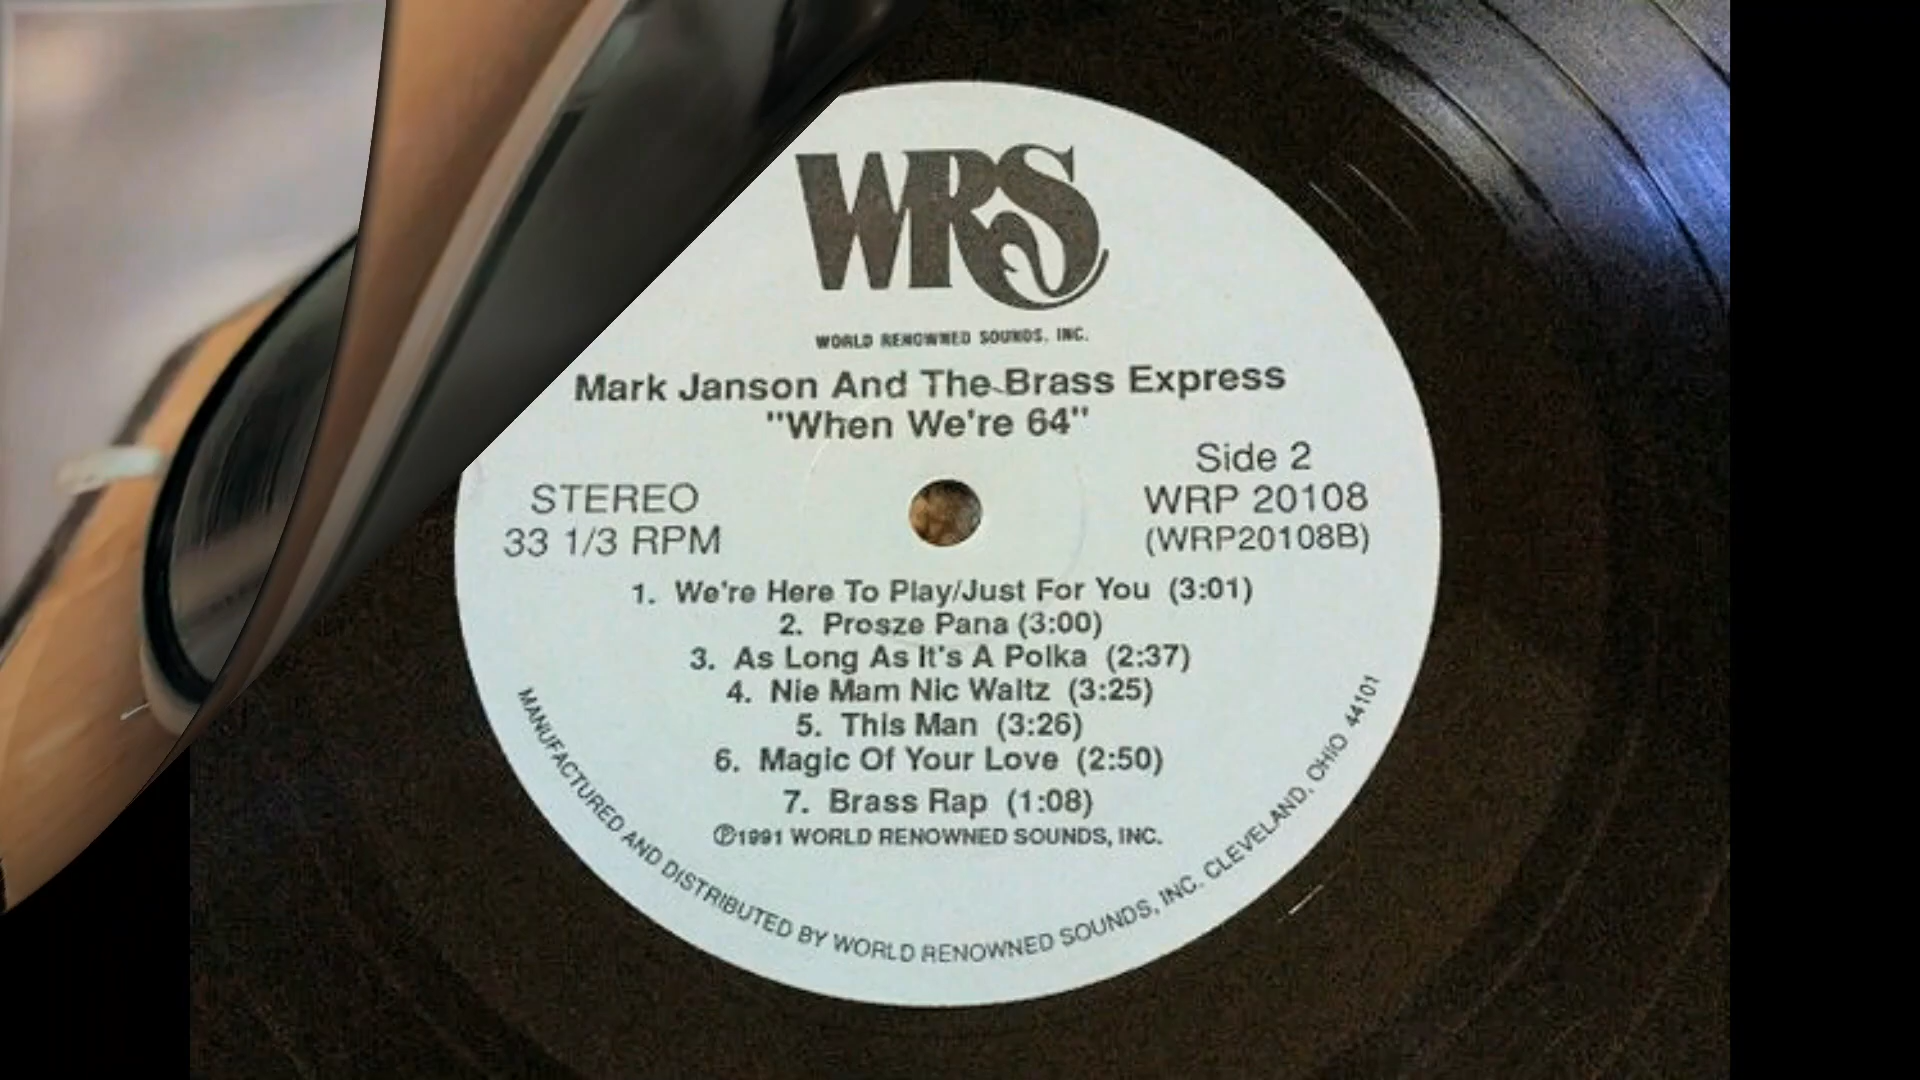 WRS
WORLD RENOWNED SOUNDS, INC.
Mark Janson And The Brass Express
"When We're 64"
Side 2
STEREO
WRP 20108
33 1/3 RPM
(WRP20108B)
1. We're Here To Play/Just For You (3:01)
2. Prosze Pana (3:00)
3. As Long As It's A Polka (2:37)
4. Nie Mam Nic Waltz (3:25)
5. This Man (3:26)
6. Magic Of Your Love (2:50)
7. Brass Rap (1:08)
Ⓟ1991 WORLD RENOWNED SOUNDS, INC.
MANUFACTURED AND DISTRIBUTED BY WORLD RENOWNED SOUNDS, INC. CLEVELAND, OHIO 44101